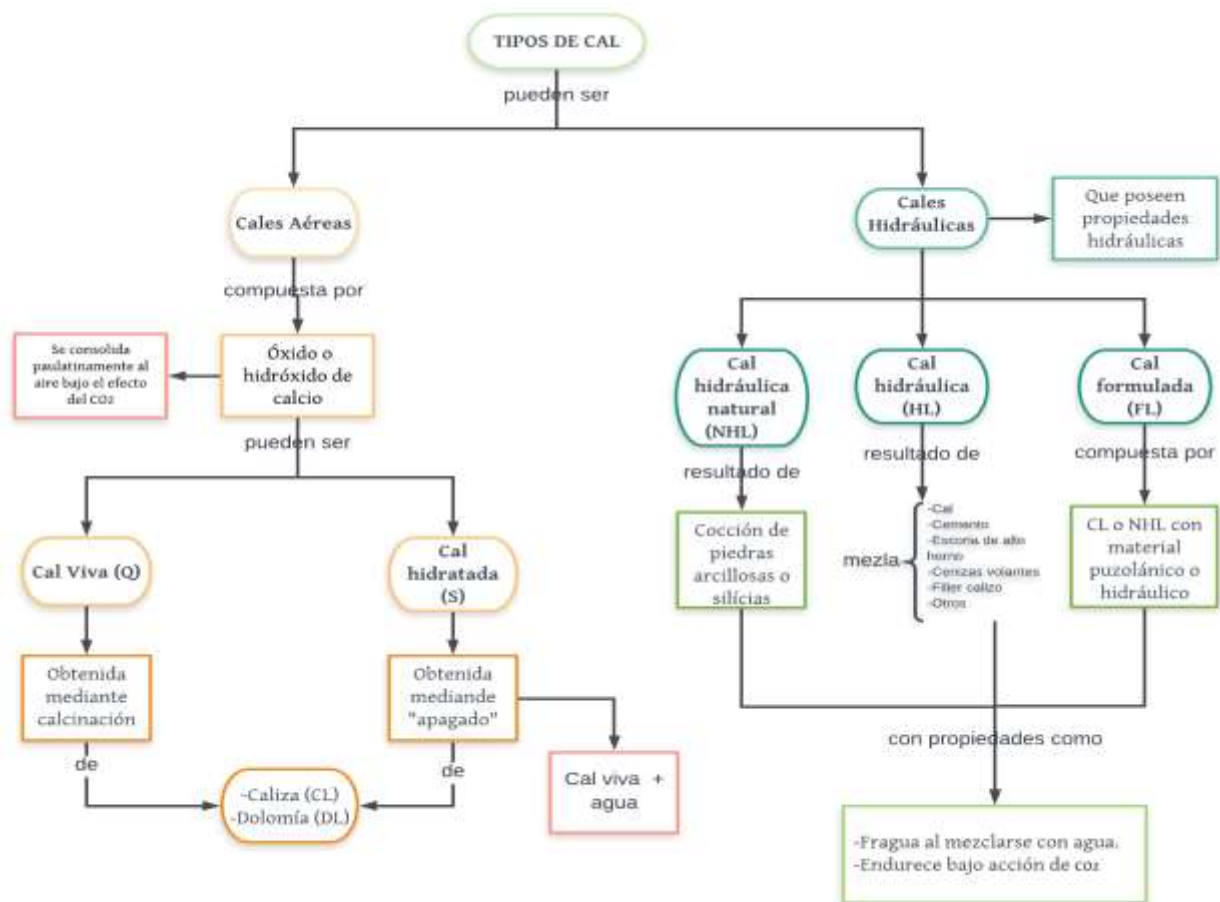 TIPOS DE CAL
pueden ser
Cales Aéreas
compuesta por
Óxido o
hidróxido de
calcio
Se consolida
paulatinamente al
aire bajo el efecto
del CO2
pueden ser
Cal Viva (Q)
Obtenida
mediante
calcinación
de
Cal
hidratada
(S)
Obtenida
mediande
"apagado"
de
-Caliza (CL)
-Dolomía (DL)
Cal viva +
agua
Cales
Hidráulicas
Que poseen
propiedades
hidráulicas
Cal
hidráulica
natural
(NHL)
resultado de
Cocción de
piedras
arcillosas o
silícias
Cal
hidráulica
(HL)
resultado de
mezla
-Cal
-Cemento
-Escoria de alto
horno
-Cenizas volantes
-Filler calizo
-Otros
Cal
formulada
(FL)
compuesta por
CL o NHL con
material
puzolánico o
hidráulico
con propiedades como
-Fragua al mezclarse con agua.
-Endurece bajo acción de co2